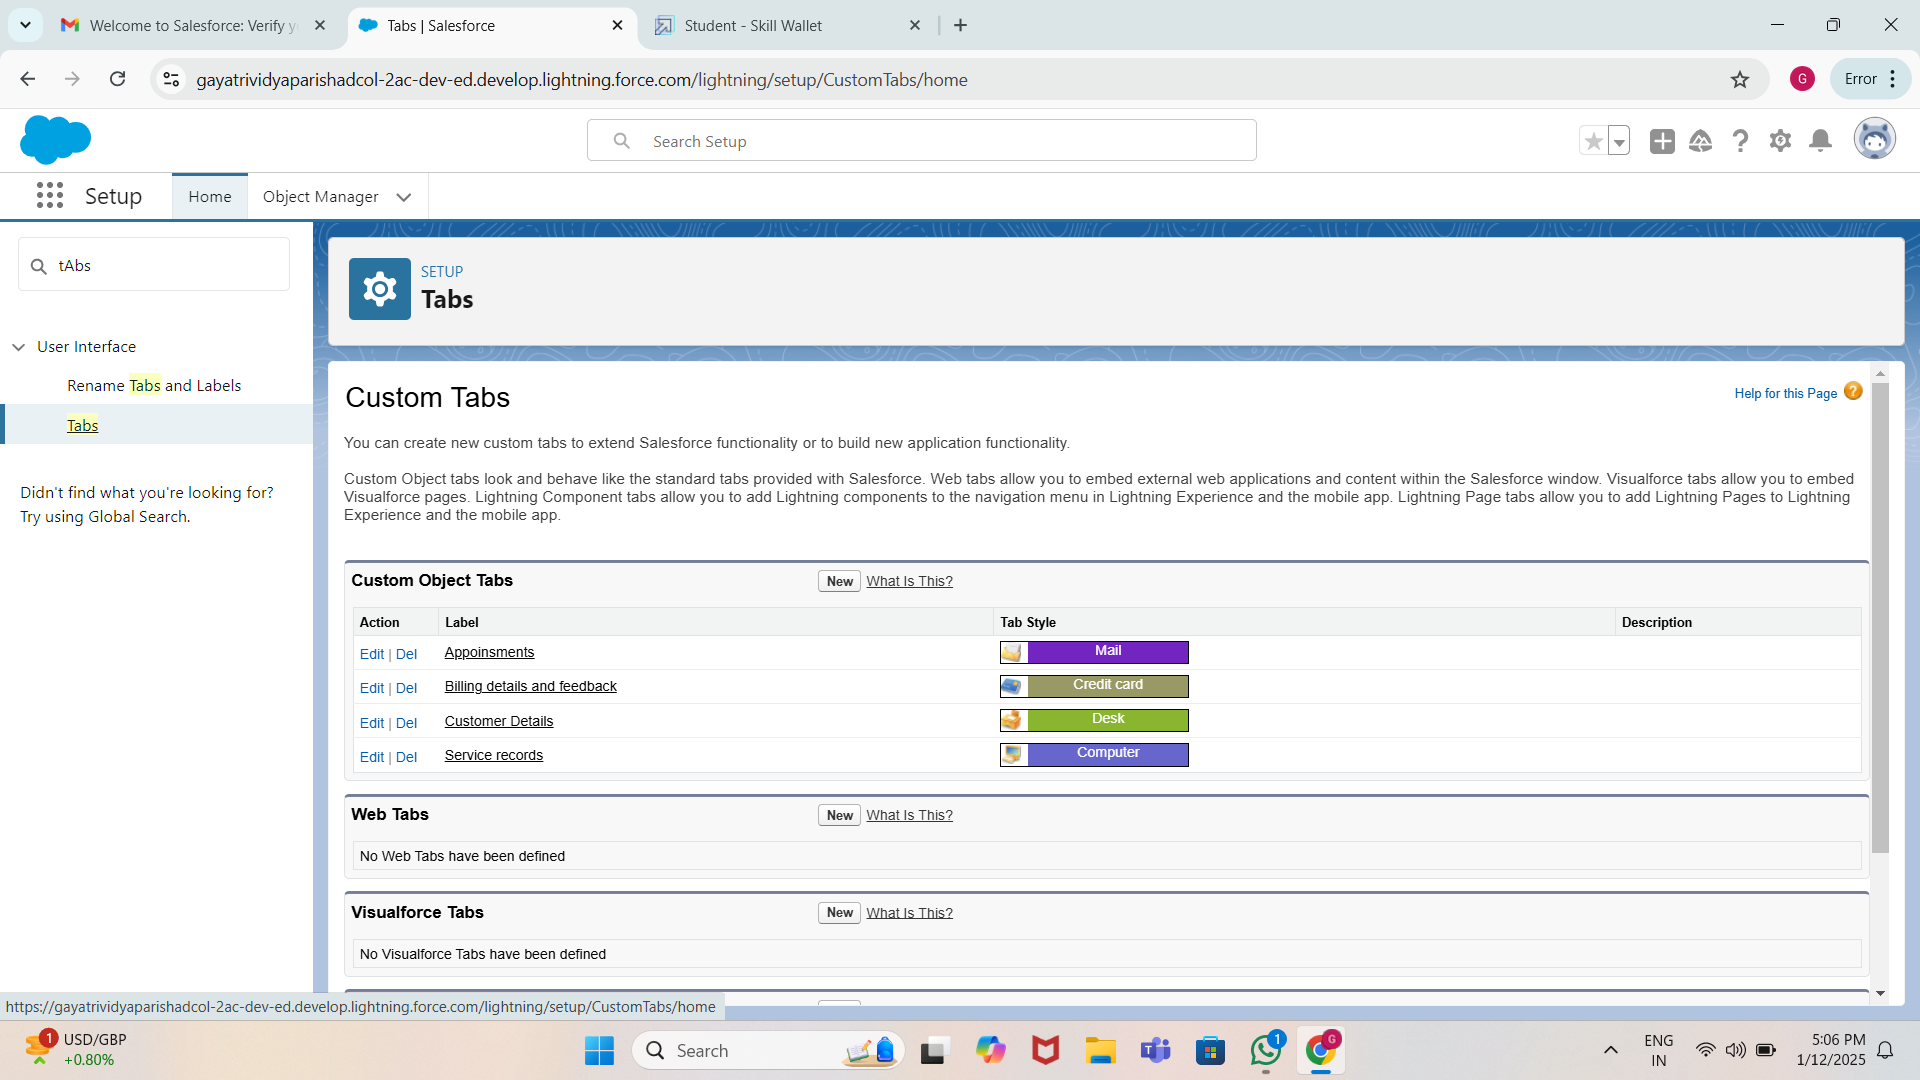 Welcome to Salesforce: Verify y
Tabs | Salesforce
Student - Skill Wallet
gayatrividyaparishadcol-2ac-dev-ed.develop.lightning.force.com/lightning/setup/CustomTabs/home
G
Error
Search Setup
Setup
Home
Object Manager
tAbs
User Interface
Rename Tabs and Labels
Tabs
Didn't find what you're looking for?
Try using Global Search.
SETUP
Tabs
Custom Tabs
Help for this Page
You can create new custom tabs to extend Salesforce functionality or to build new application functionality.
Custom Object tabs look and behave like the standard tabs provided with Salesforce. Web tabs allow you to embed external web applications and content within the Salesforce window. Visualforce tabs allow you to embed
Visualforce pages. Lightning Component tabs allow you to add Lightning components to the navigation menu in Lightning Experience and the mobile app. Lightning Page tabs allow you to add Lightning Pages to Lightning
Experience and the mobile app.
Custom Object Tabs New What Is This?
Action Label Tab Style Description
Edit | Del Appoinsments Mail
Edit | Del Billing details and feedback Credit card
Edit | Del Customer Details Desk
Edit | Del Service records Computer
Web Tabs New What Is This?
No Web Tabs have been defined
Visualforce Tabs New What Is This?
No Visualforce Tabs have been defined
https://gayatrividyaparishadcol-2ac-dev-ed.develop.lightning.force.com/lightning/setup/CustomTabs/home
1
USD/GBP
+0.80%
Search
1
G
ENG
IN
5:06 PM
1/12/2025